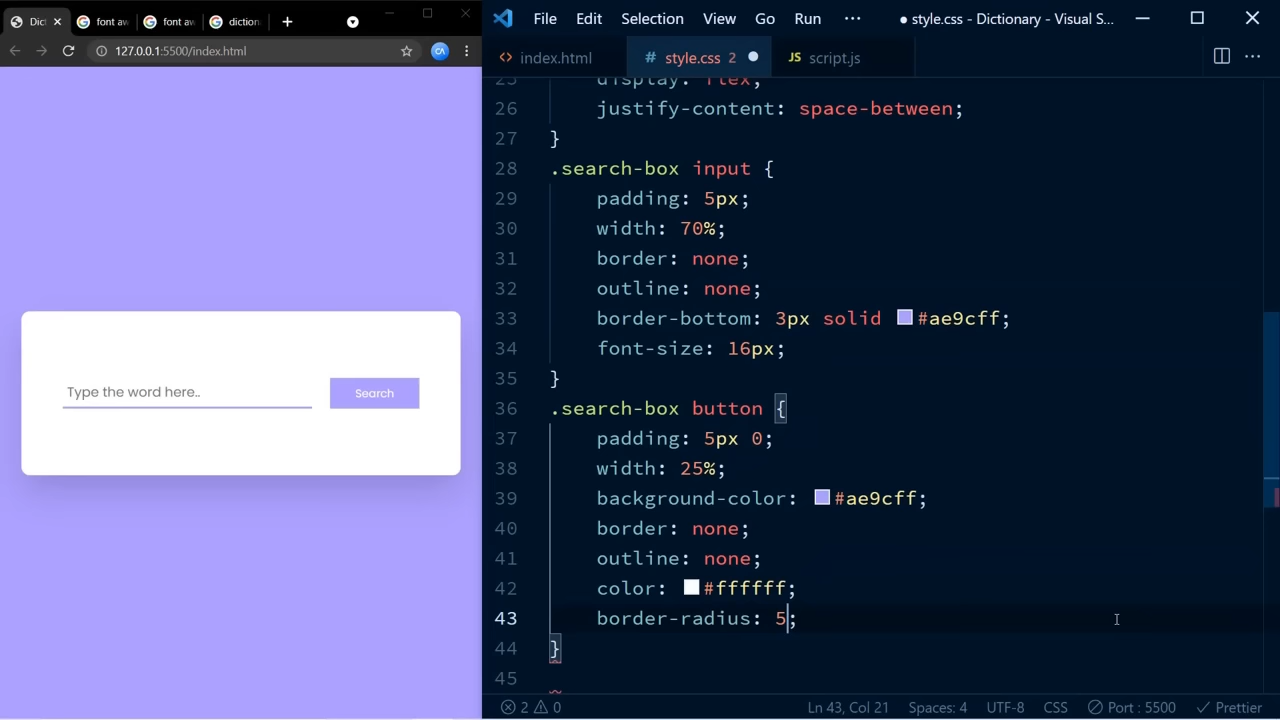 Dict
font aw
font aw
diction
127.0.0.1:5500/index.html
CA
Type the word here..
Search
File Edit Selection View Go Run ··· ● style.css - Dictionary - Visual S...
<> index.html
# style.css 2 ●
JS script.js
25 display: flex;
26 justify-content: space-between;
27 }
28 .search-box input {
29 padding: 5px;
30 width: 70%;
31 border: none;
32 outline: none;
33 border-bottom: 3px solid #ae9cff;
34 font-size: 16px;
35 }
36 .search-box button {
37 padding: 5px 0;
38 width: 25%;
39 background-color: #ae9cff;
40 border: none;
41 outline: none;
42 color: #ffffff;
43 border-radius: 5;
44 }
45
2 0 Ln 43, Col 21 Spaces: 4 UTF-8 CSS Port : 5500 Prettier